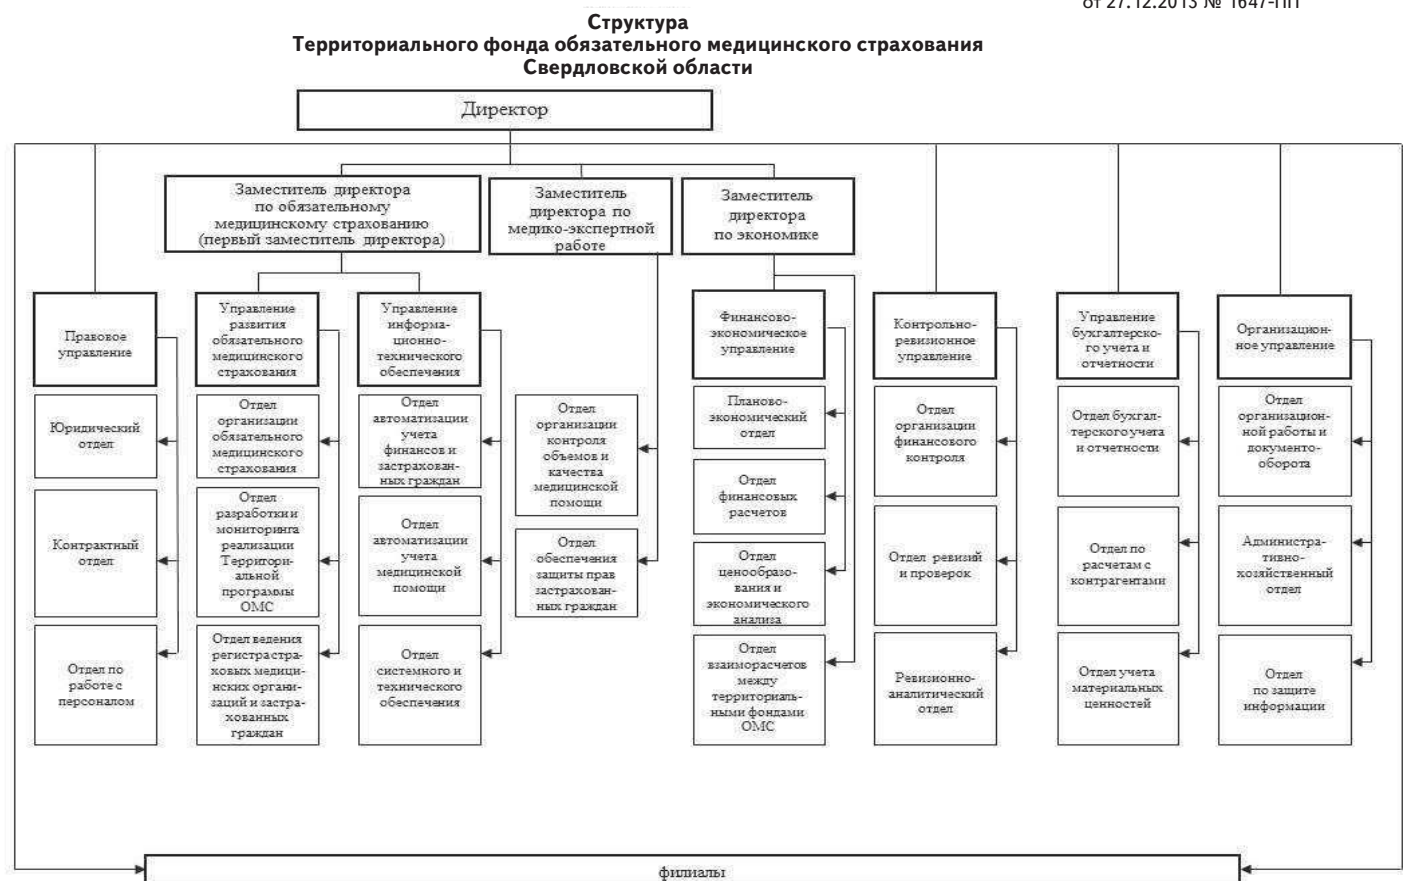 от 27.12.2013 № 1647-ПП
Структура
Территориального фонда обязательного медицинского страхования
Свердловской области
Директор
Заместитель директора
по обязательному
медицинскому страхованию
(первый заместитель директора)
Заместитель
директора по
медико-экспертной
работе
Заместитель
директора
по экономике
Правовое
управление
Управление
развития
обязательного
медицинского
страхования
Управление
информа-
ционно-
технического
обеспечения
Финансово-
экономическое
управление
Контрольно-
ревизионное
управление
Управление
бухгалтерско-
го учета и
отчетности
Организацион-
ное управление
Юридический
отдел
Отдел
организации
обязательного
медицинского
страхования
Отдел
автоматизации
учета
финансов и
застрахован-
ных граждан
Отдел
организации
контроля
объемов и
качества
медицинской
помощи
Планово-
экономический
отдел
Отдел
организации
финансового
контроля
Отдел бухгал-
терского учета
и отчетности
Отдел
организацион-
ной работы и
документо-
оборота
Отдел
финансовых
расчетов
Контрактный
отдел
Отдел
разработки и
мониторинга
реализации
Территори-
альной
программы
ОМС
Отдел
автоматизации
учета
медицинской
помощи
Отдел
обеспечения
защиты прав
застрахован-
ных граждан
Отдел
ценообразо-
вания и
экономического
анализа
Отдел ревизий
и проверок
Отдел по
расчетам с
контрагентами
Администра-
тивно-
хозяйственный
отдел
Отдел по
работе с
персоналом
Отдел ведения
регистра стра-
ховых медици-
нских органи-
заций и застра-
хованных
граждан
Отдел
системного и
технического
обеспечения
Отдел
взаиморасчетов
между
территориаль-
ными фондами
ОМС
Ревизионно-
аналитический
отдел
Отдел учета
материальных
ценностей
Отдел
по защите
информации
филиалы